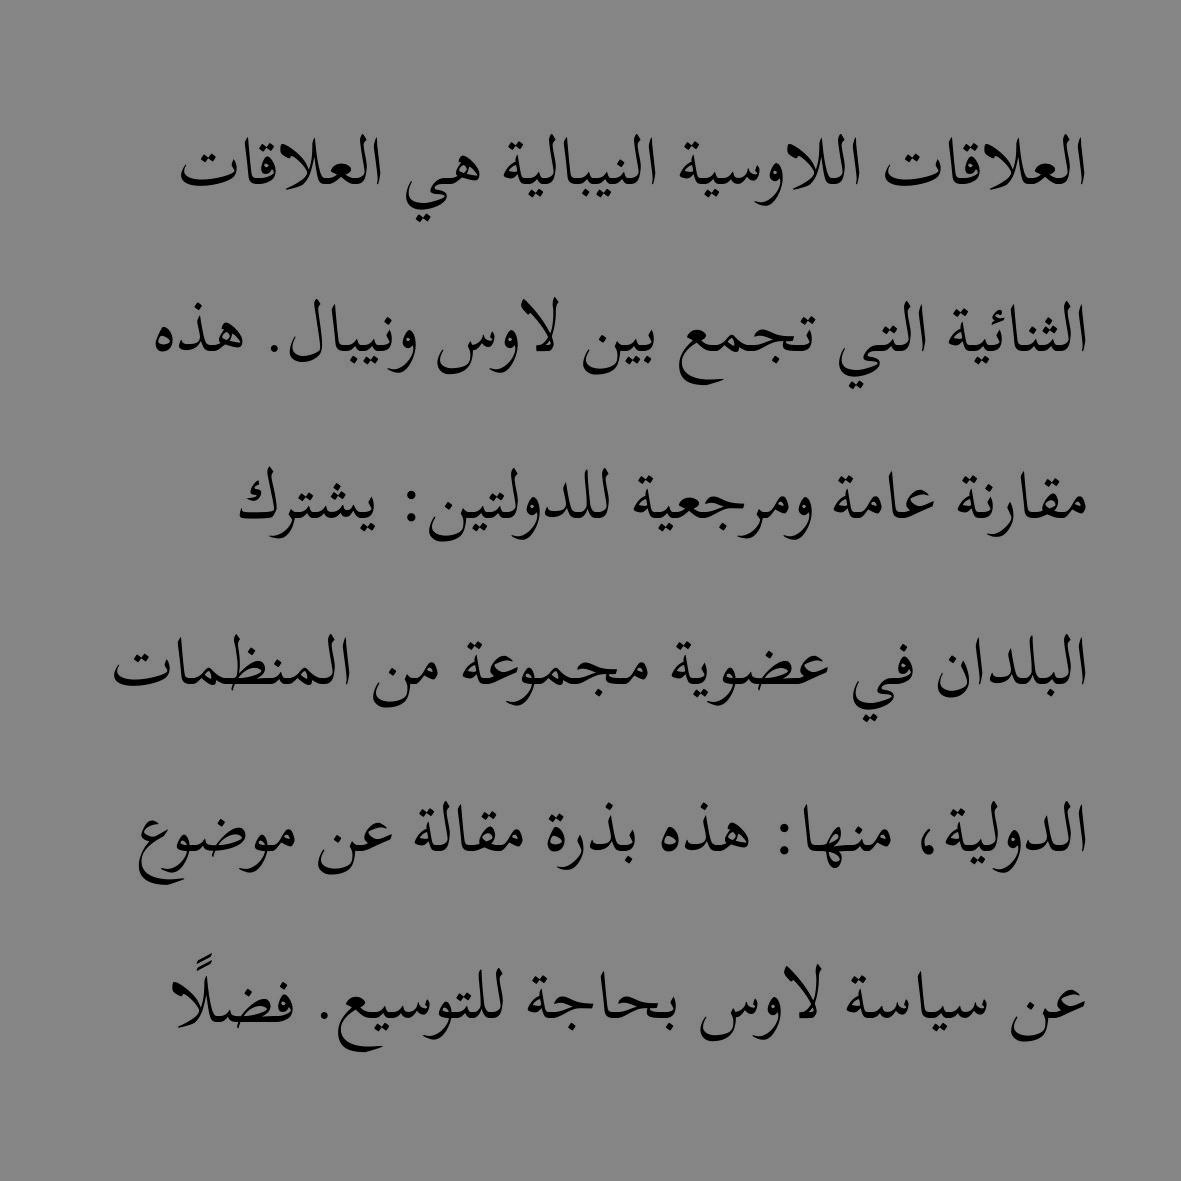 العلاقات اللاوسية النيبالية هي العلاقات
الثنائية التي تجمع بين لاوس ونيبال. هذه
مقارنة عامة ومرجعية للدولتين: يشترك
البلدان في عضوية مجموعة من المنظمات
الدولية، منها: هذه بذرة مقالة عن موضوع
عن سياسة لاوس بحاجة للتوسيع. فضلًا